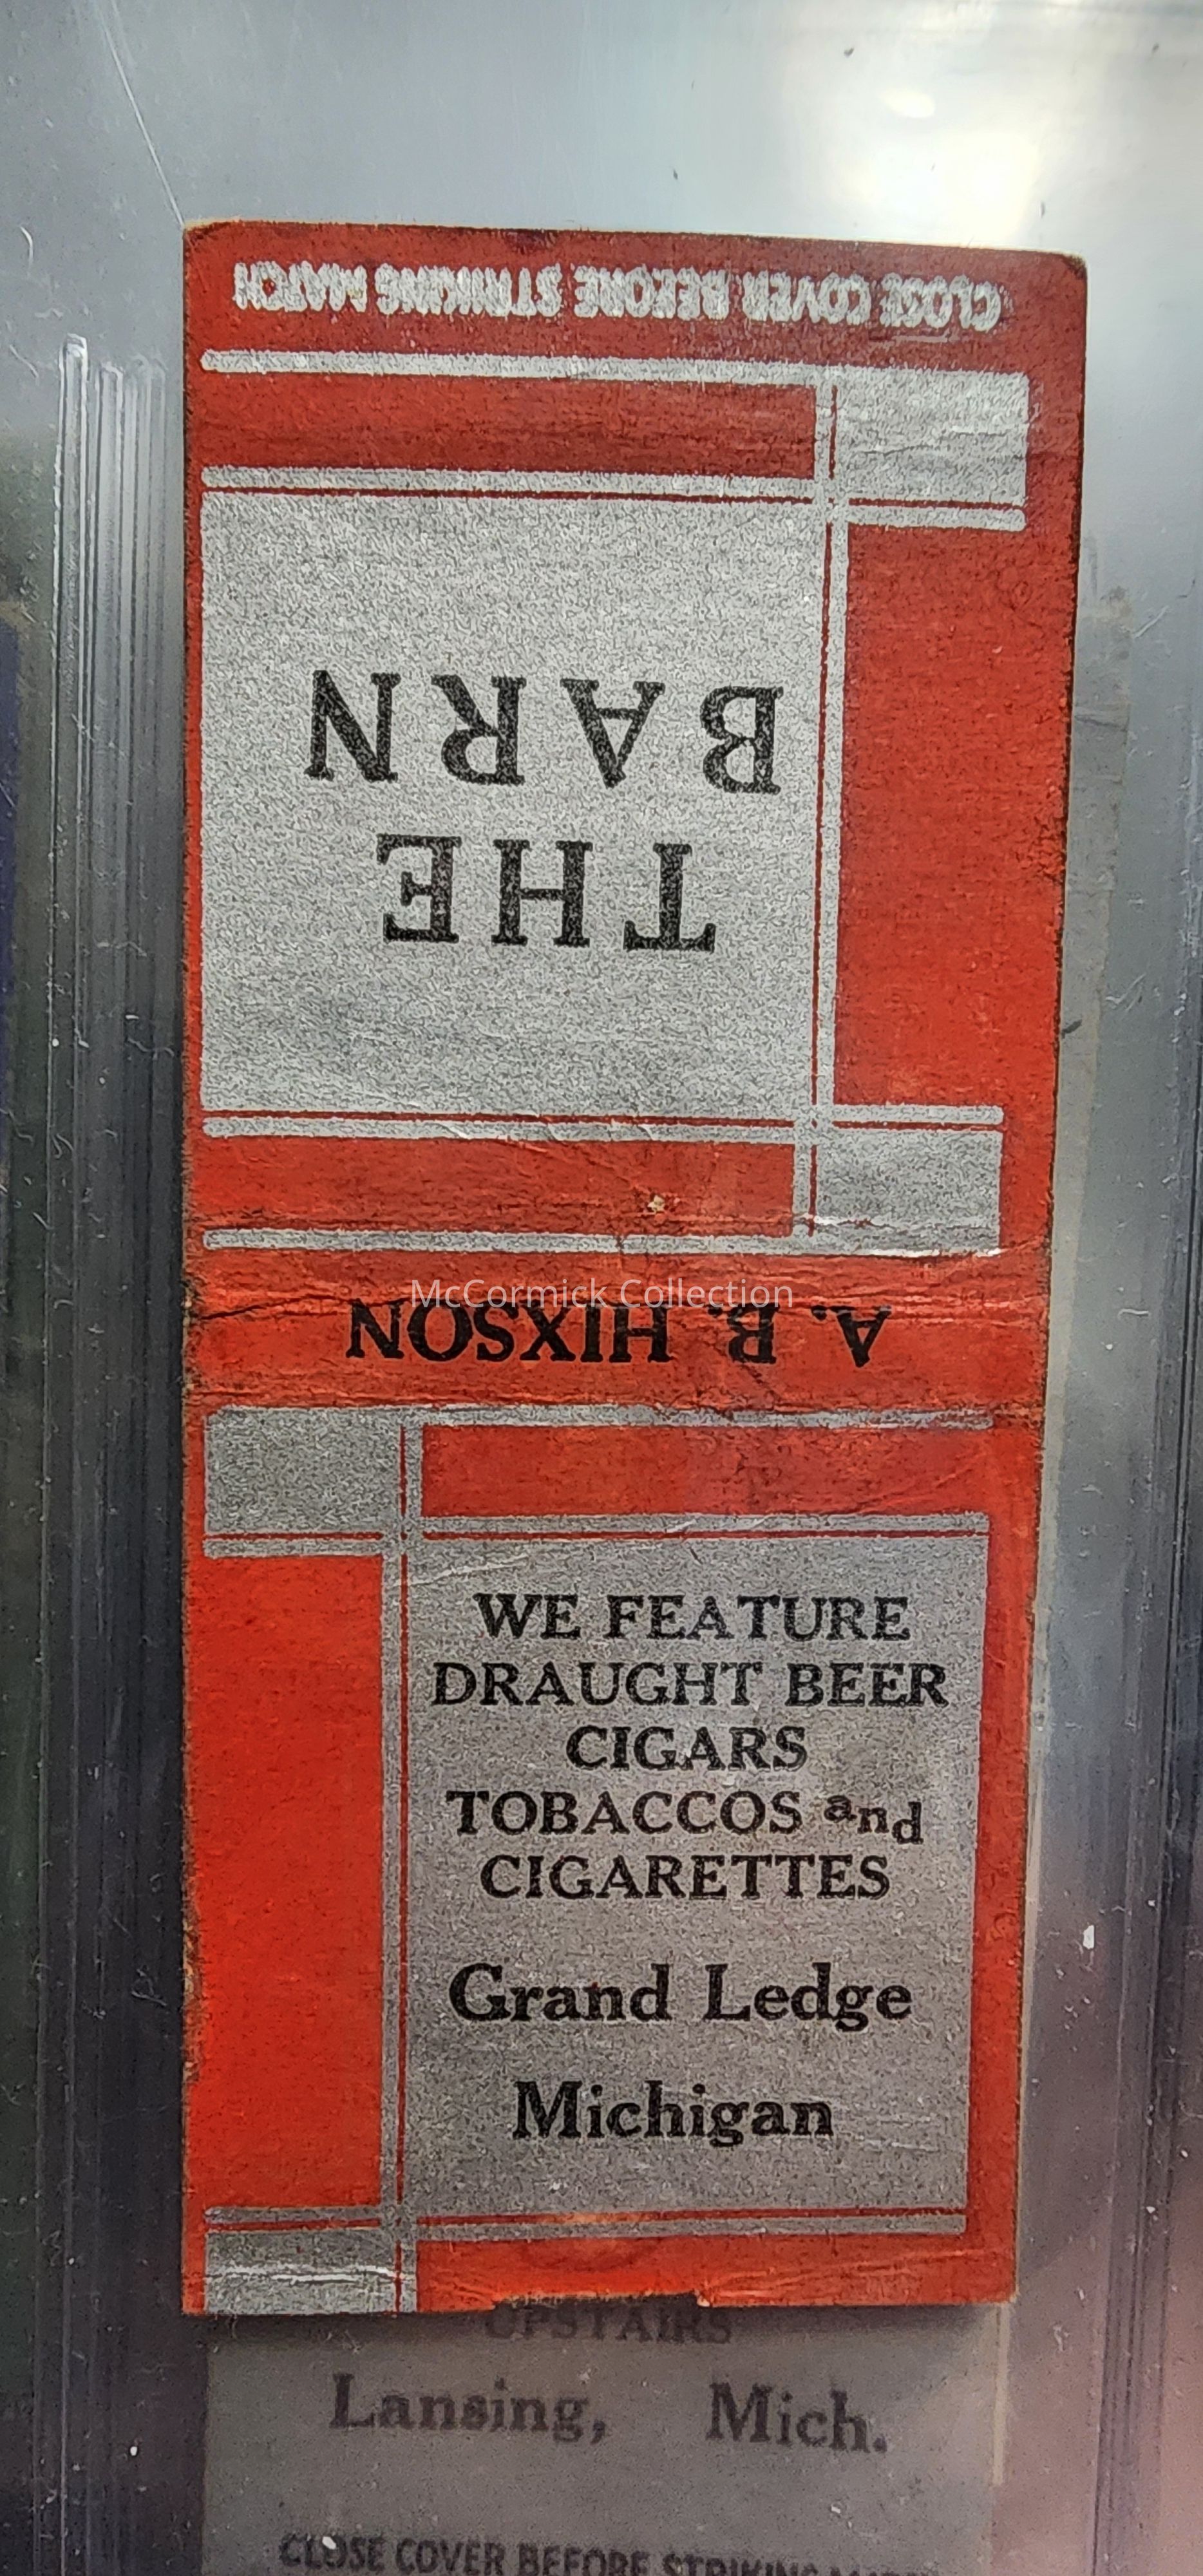 CLOSE COVER BEFORE STRIKING MATCH
THE
BARN
A. B. HIXSON
McCormick Collection
WE FEATURE
DRAUGHT BEER
CIGARS
TOBACCOS and
CIGARETTES
Grand Ledge
Michigan
UPSTAIRS
Lansing, Mich.
CLOSE COVER BEFORE STRIKING